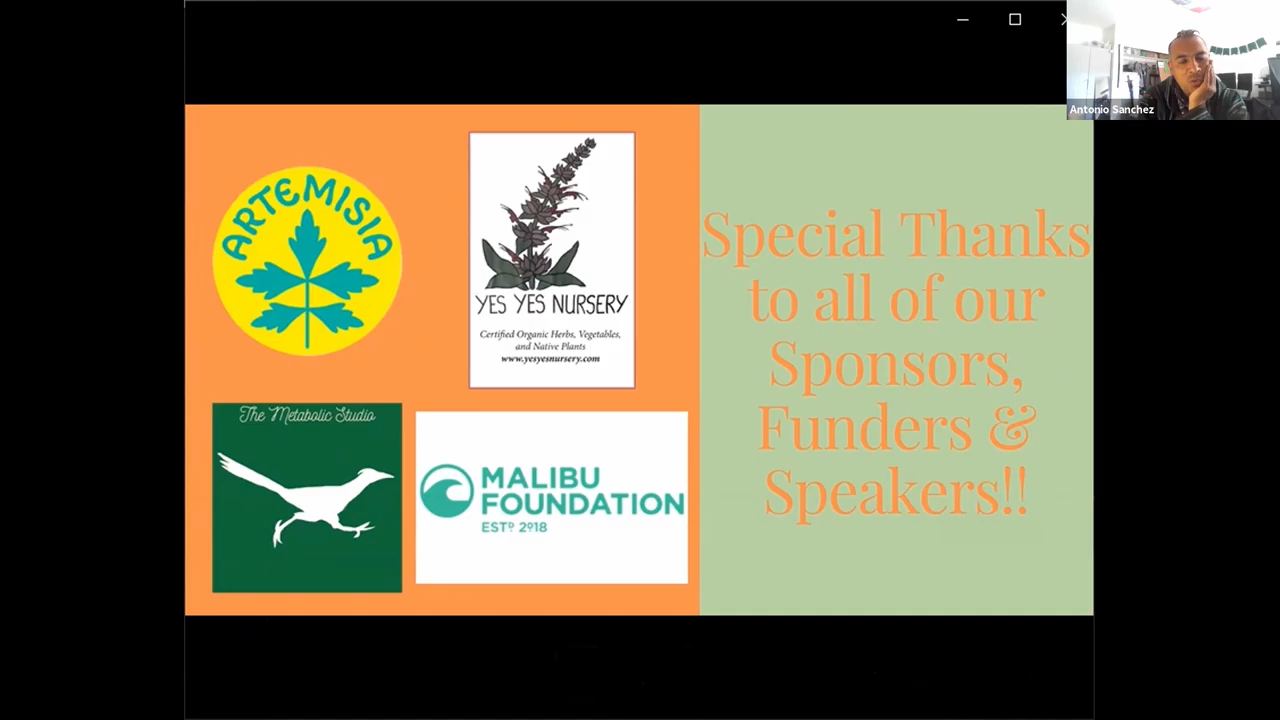 Antonio Sanchez
ARTEMISIA
YES YES NURSERY
Certified Organic Herbs, Vegetables,
and Native Plants
www.yesyesnursery.com
The Metabolic Studio
MALIBU
FOUNDATION
ESTD 2018
Special Thanks
to all of our
Sponsors,
Funders &
Speakers!!